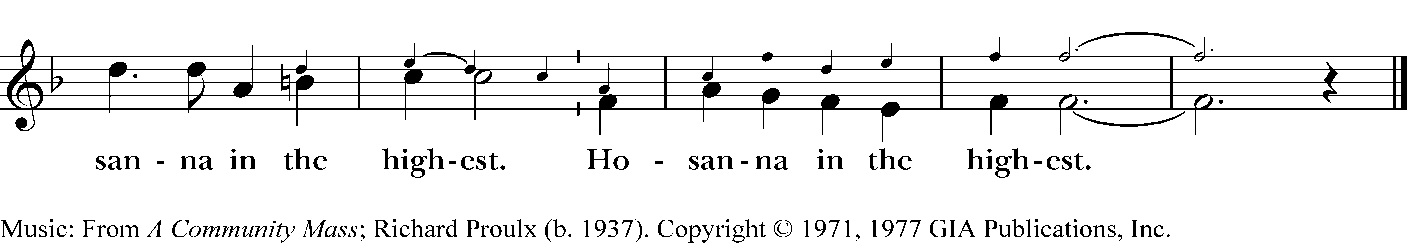 san - na in the high-est. Ho - san - na in the high-est.
Music: From A Community Mass; Richard Proulx (b. 1937). Copyright © 1971, 1977 GIA Publications, Inc.